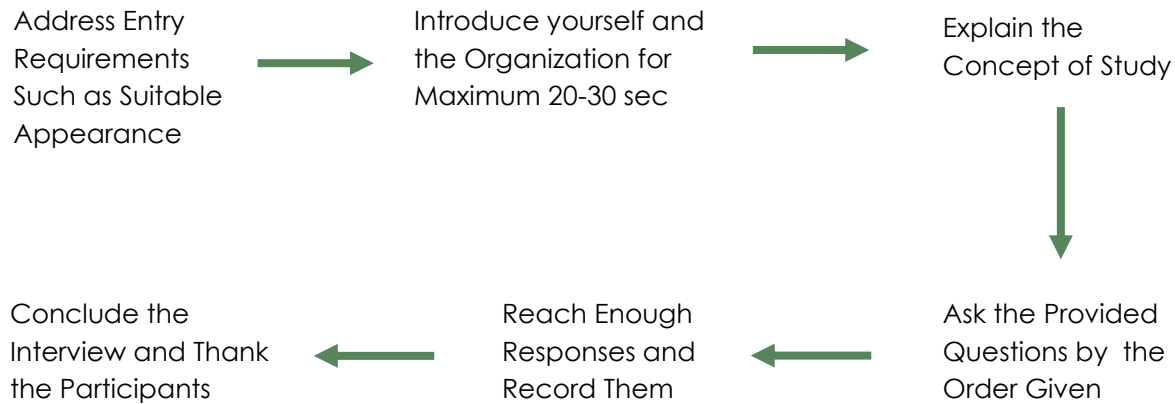 Address Entry
Requirements
Such as Suitable
Appearance
Introduce yourself and
the Organization for
Maximum 20-30 sec
Explain the
Concept of Study
Ask the Provided
Questions by  the
Order Given
Reach Enough
Responses and
Record Them
Conclude the
Interview and Thank
the Participants